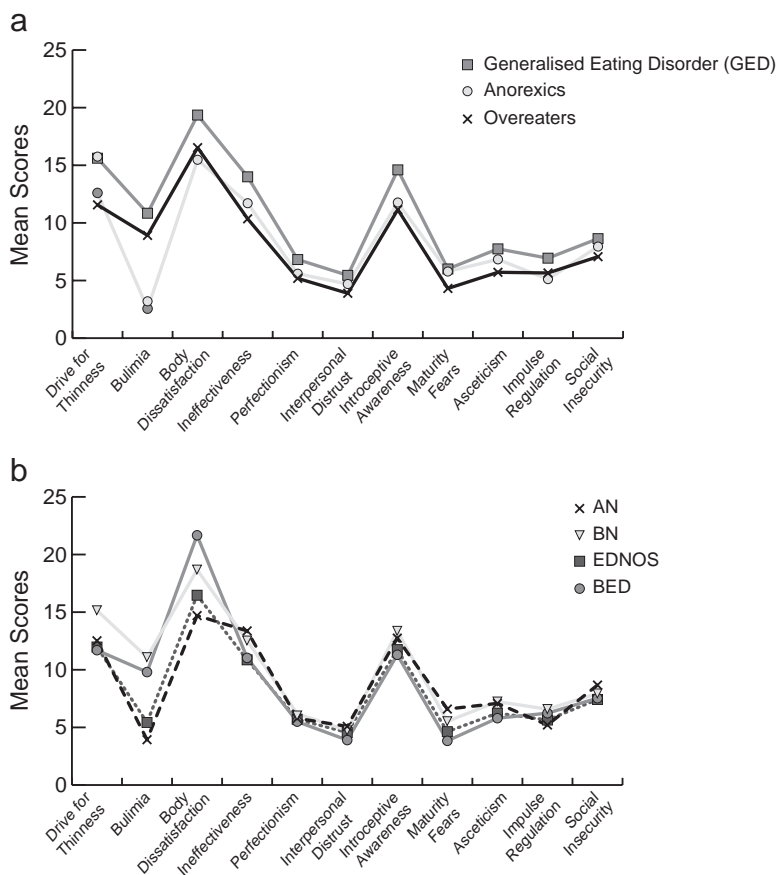 a
25
20
15
10
5
0
Mean Scores
Generalised Eating Disorder (GED)
Anorexics
Overeaters
Drive for
Thinness
Bulimia
Body
Dissatisfaction
Ineffectiveness
Perfectionism
Interpersonal
Distrust
Introceptive
Awareness
Maturity
Fears
Asceticism
Impulse
Regulation
Social
Insecurity
b
25
20
15
10
5
0
Mean Scores
AN
BN
EDNOS
BED
Drive for
Thinness
Bulimia
Body
Dissatisfaction
Ineffectiveness
Perfectionism
Interpersonal
Distrust
Introceptive
Awareness
Maturity
Fears
Asceticism
Impulse
Regulation
Social
Insecurity